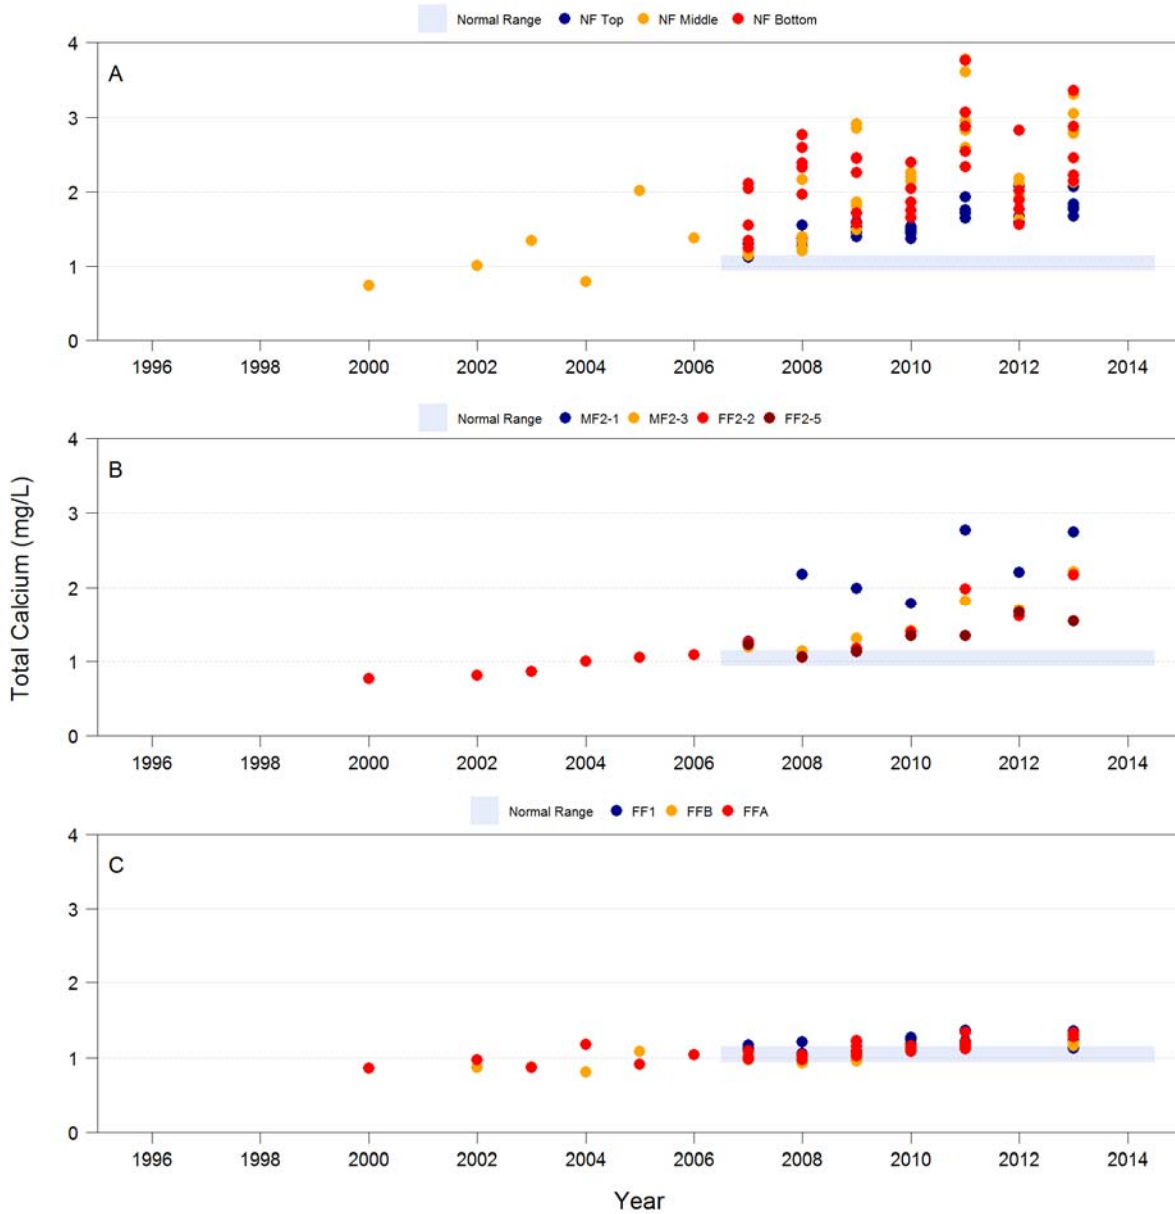 Normal Range NF Top NF Middle NF Bottom
A
4
3
2
1
0
1996 1998 2000 2002 2004 2006 2008 2010 2012 2014
Normal Range MF2-1 MF2-3 FF2-2 FF2-5
B
4
3
2
1
0
1996 1998 2000 2002 2004 2006 2008 2010 2012 2014
Total Calcium (mg/L)
Normal Range FF1 FFB FFA
C
4
3
2
1
0
1996 1998 2000 2002 2004 2006 2008 2010 2012 2014
Year